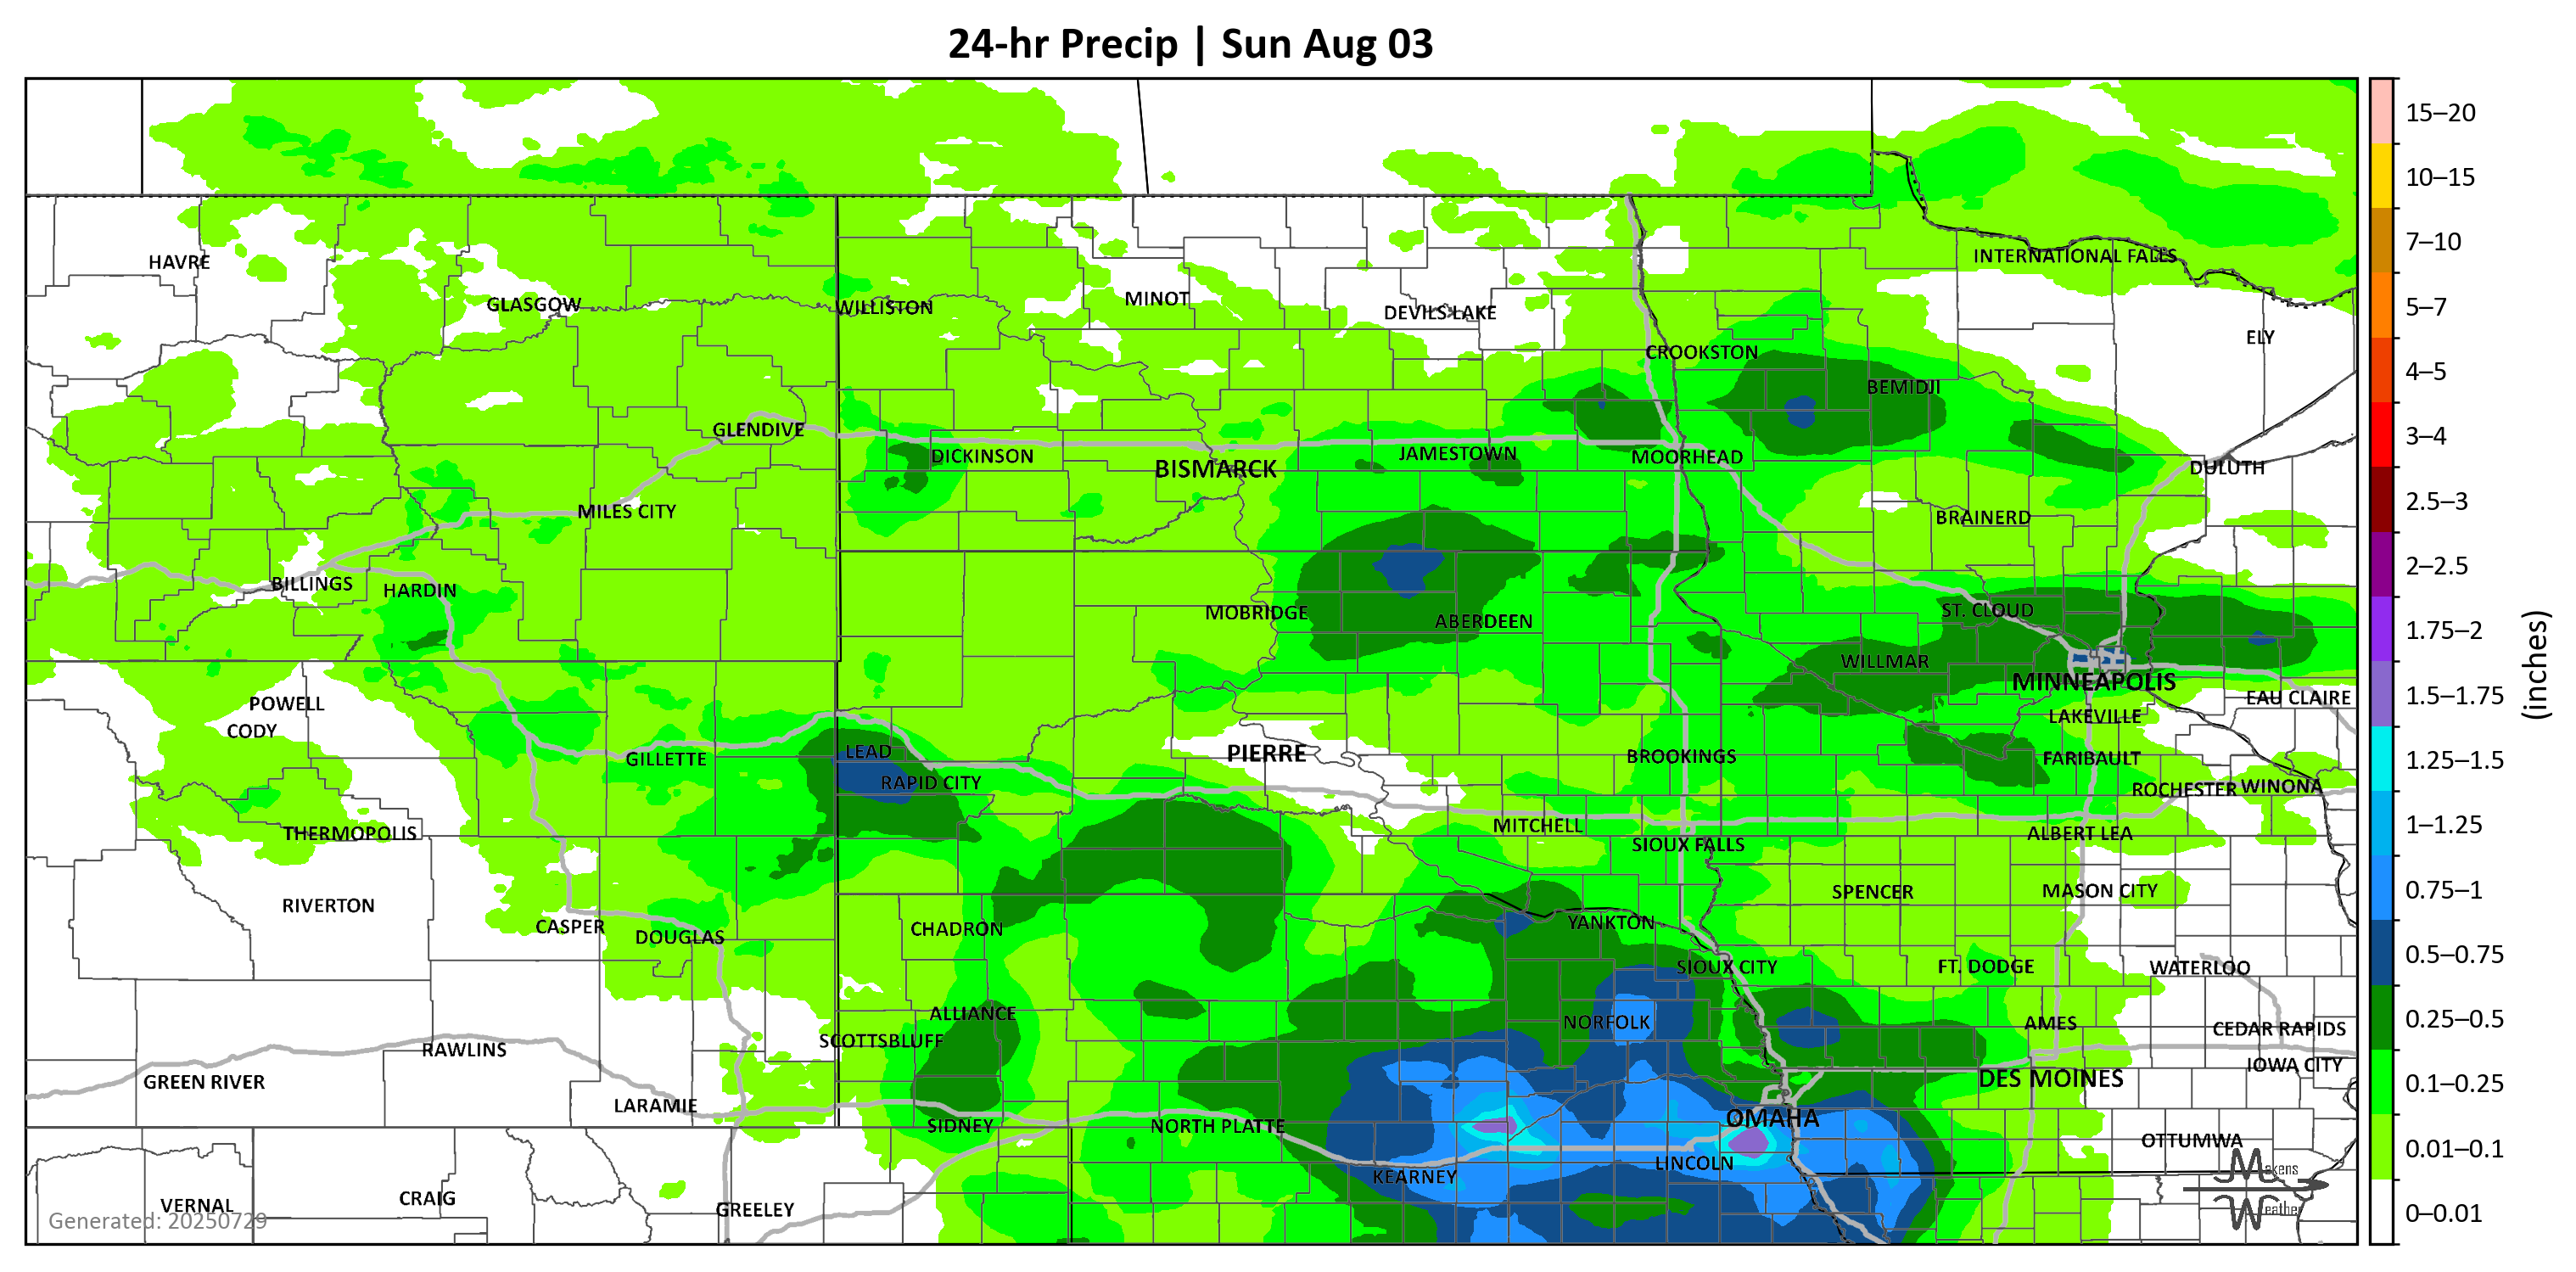 24-hr Precip | Sun Aug 03
15–20
10–15
7–10
5–7
4–5
3–4
2.5–3
2–2.5
1.75–2
1.5–1.75
1.25–1.5
1–1.25
0.75–1
0.5–0.75
0.25–0.5
0.1–0.25
0.01–0.1
0–0.01
(inches)
HAVRE
INTERNATIONAL FALLS
GLASGOW
WILLISTON
MINOT
DEVILS LAKE
ELY
CROOKSTON
BEMIDJI
GLENDIVE
DICKINSON
BISMARCK
JAMESTOWN
MOORHEAD
DULUTH
MILES CITY
BRAINERD
BILLINGS
HARDIN
MOBRIDGE
ABERDEEN
ST. CLOUD
WILLMAR
MINNEAPOLIS
EAU CLAIRE
POWELL
CODY
LAKEVILLE
GILLETTE
LEAD
RAPID CITY
PIERRE
BROOKINGS
FARIBAULT
ROCHESTER
WINONA
THERMOPOLIS
MITCHELL
SIOUX FALLS
ALBERT LEA
RIVERTON
SPENCER
MASON CITY
CASPER
DOUGLAS
CHADRON
YANKTON
SIOUX CITY
FT. DODGE
WATERLOO
ALLIANCE
NORFOLK
AMES
CEDAR RAPIDS
SCOTTSBLUFF
RAWLINS
IOWA CITY
GREEN RIVER
DES MOINES
LARAMIE
SIDNEY
NORTH PLATTE
OMAHA
OTTUMWA
LINCOLN
KEARNEY
VERNAL
CRAIG
GREELEY
Makens
Weather
Generated: 20250729